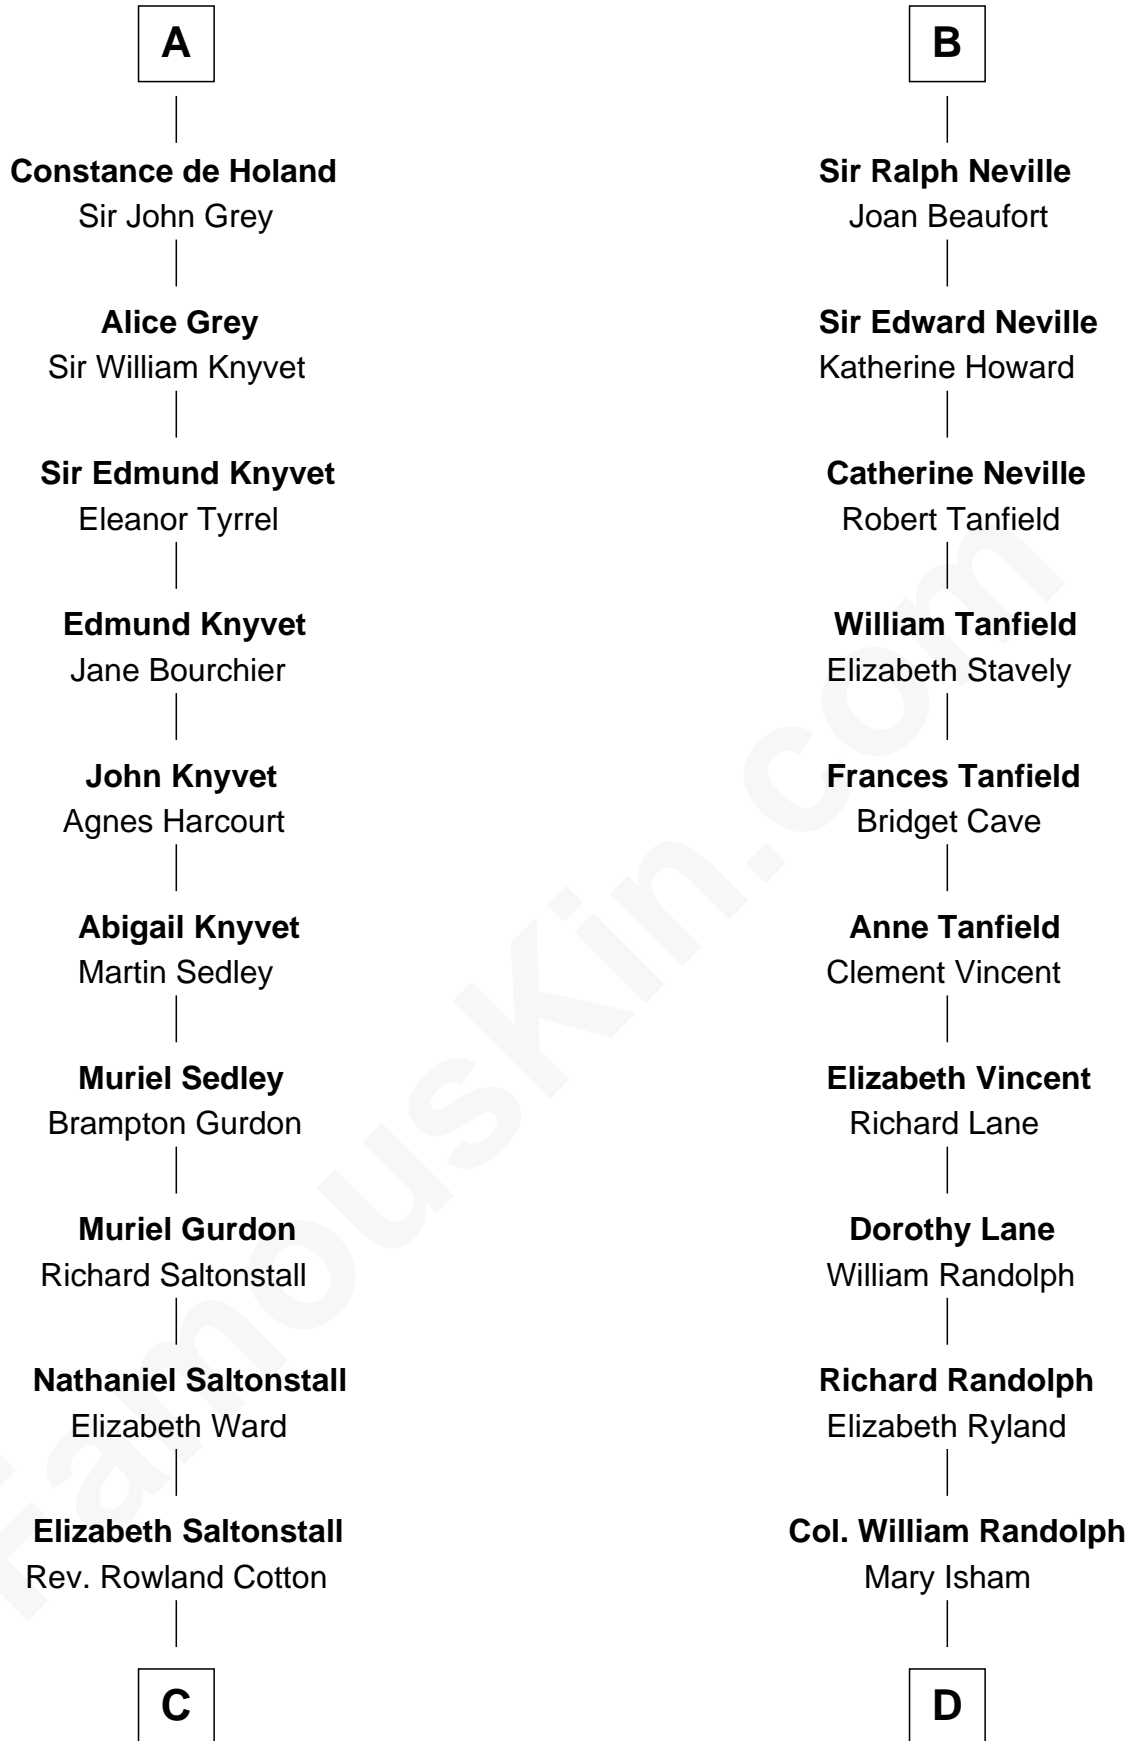 A
Constance de Holand
Sir John Grey
Alice Grey
Sir William Knyvet
Sir Edmund Knyvet
Eleanor Tyrrel
Edmund Knyvet
Jane Bourchier
John Knyvet
Agnes Harcourt
Abigail Knyvet
Martin Sedley
Muriel Sedley
Brampton Gurdon
Muriel Gurdon
Richard Saltonstall
Nathaniel Saltonstall
Elizabeth Ward
Elizabeth Saltonstall
Rev. Rowland Cotton
C
B
Sir Ralph Neville
Joan Beaufort
Sir Edward Neville
Katherine Howard
Catherine Neville
Robert Tanfield
William Tanfield
Elizabeth Stavely
Frances Tanfield
Bridget Cave
Anne Tanfield
Clement Vincent
Elizabeth Vincent
Richard Lane
Dorothy Lane
William Randolph
Richard Randolph
Elizabeth Ryland
Col. William Randolph
Mary Isham
D
FamousKin.com